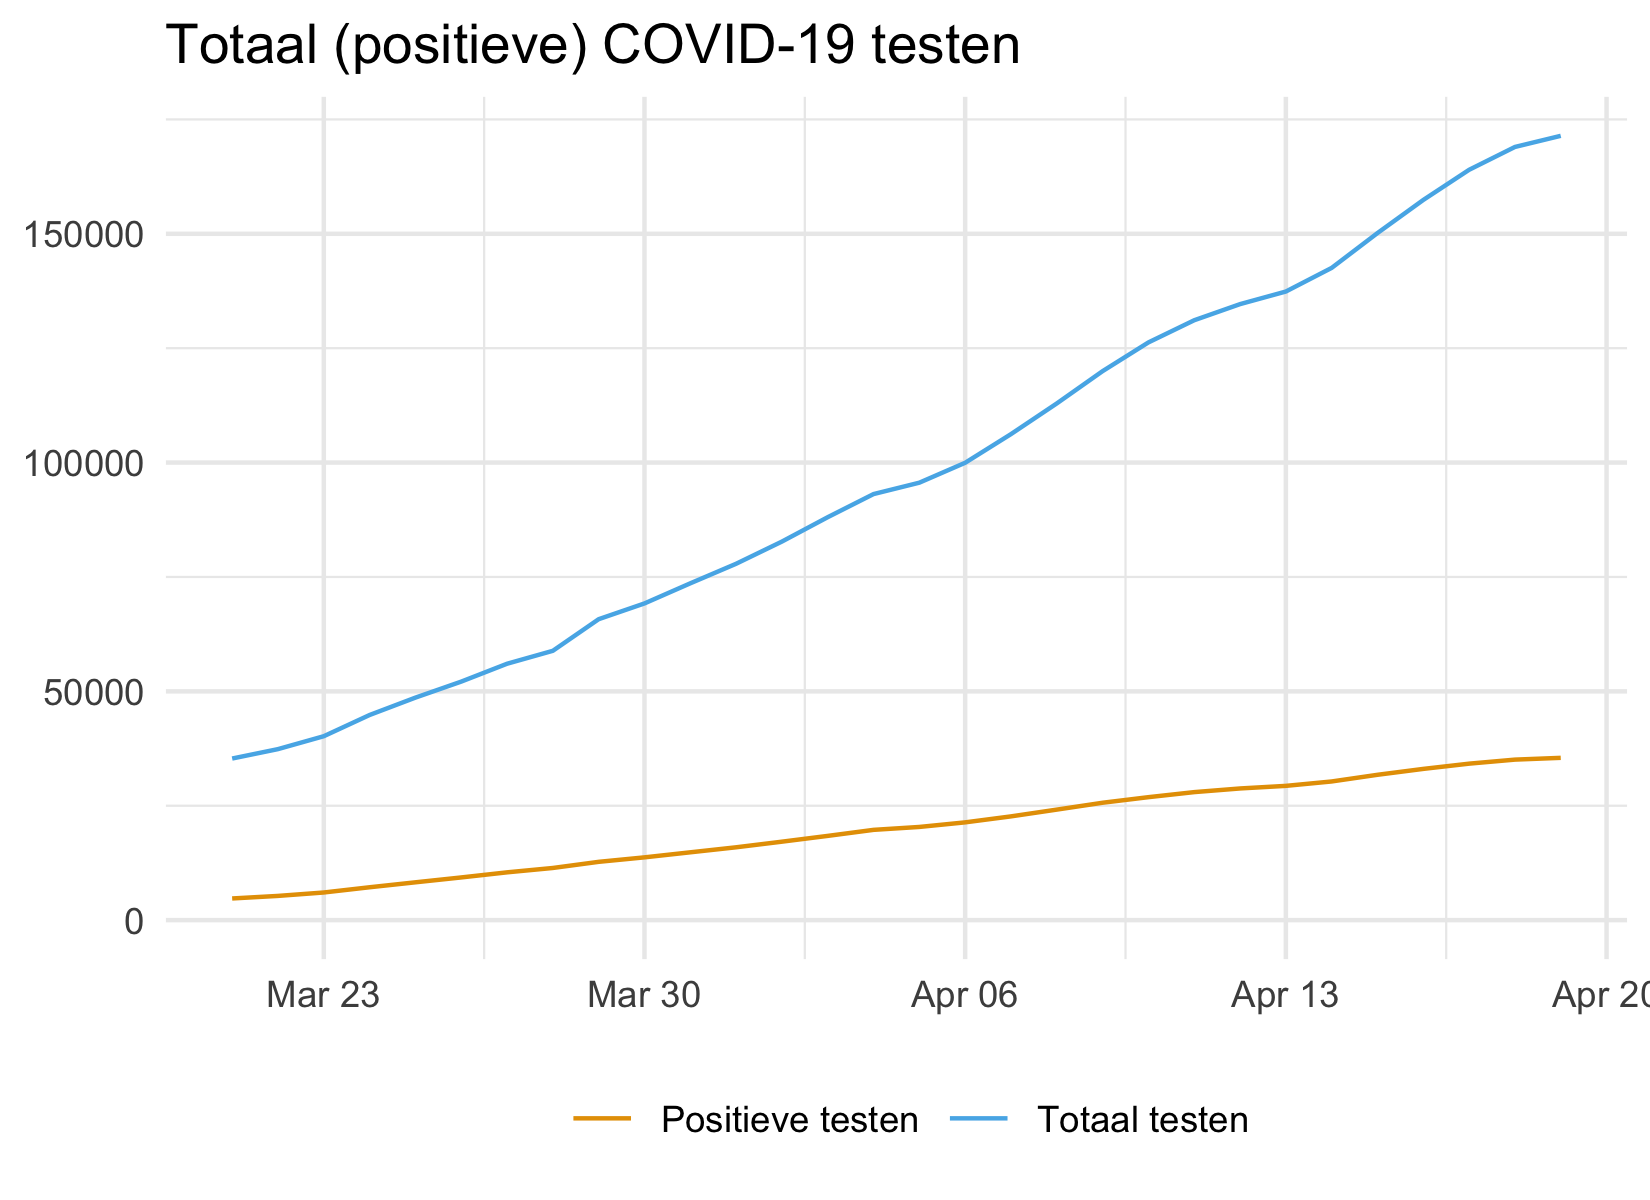 Totaal (positieve) COVID-19 testen
150000
100000
50000
0
Mar 23
Mar 30
Apr 06
Apr 13
Apr 20
Positieve testen
Totaal testen